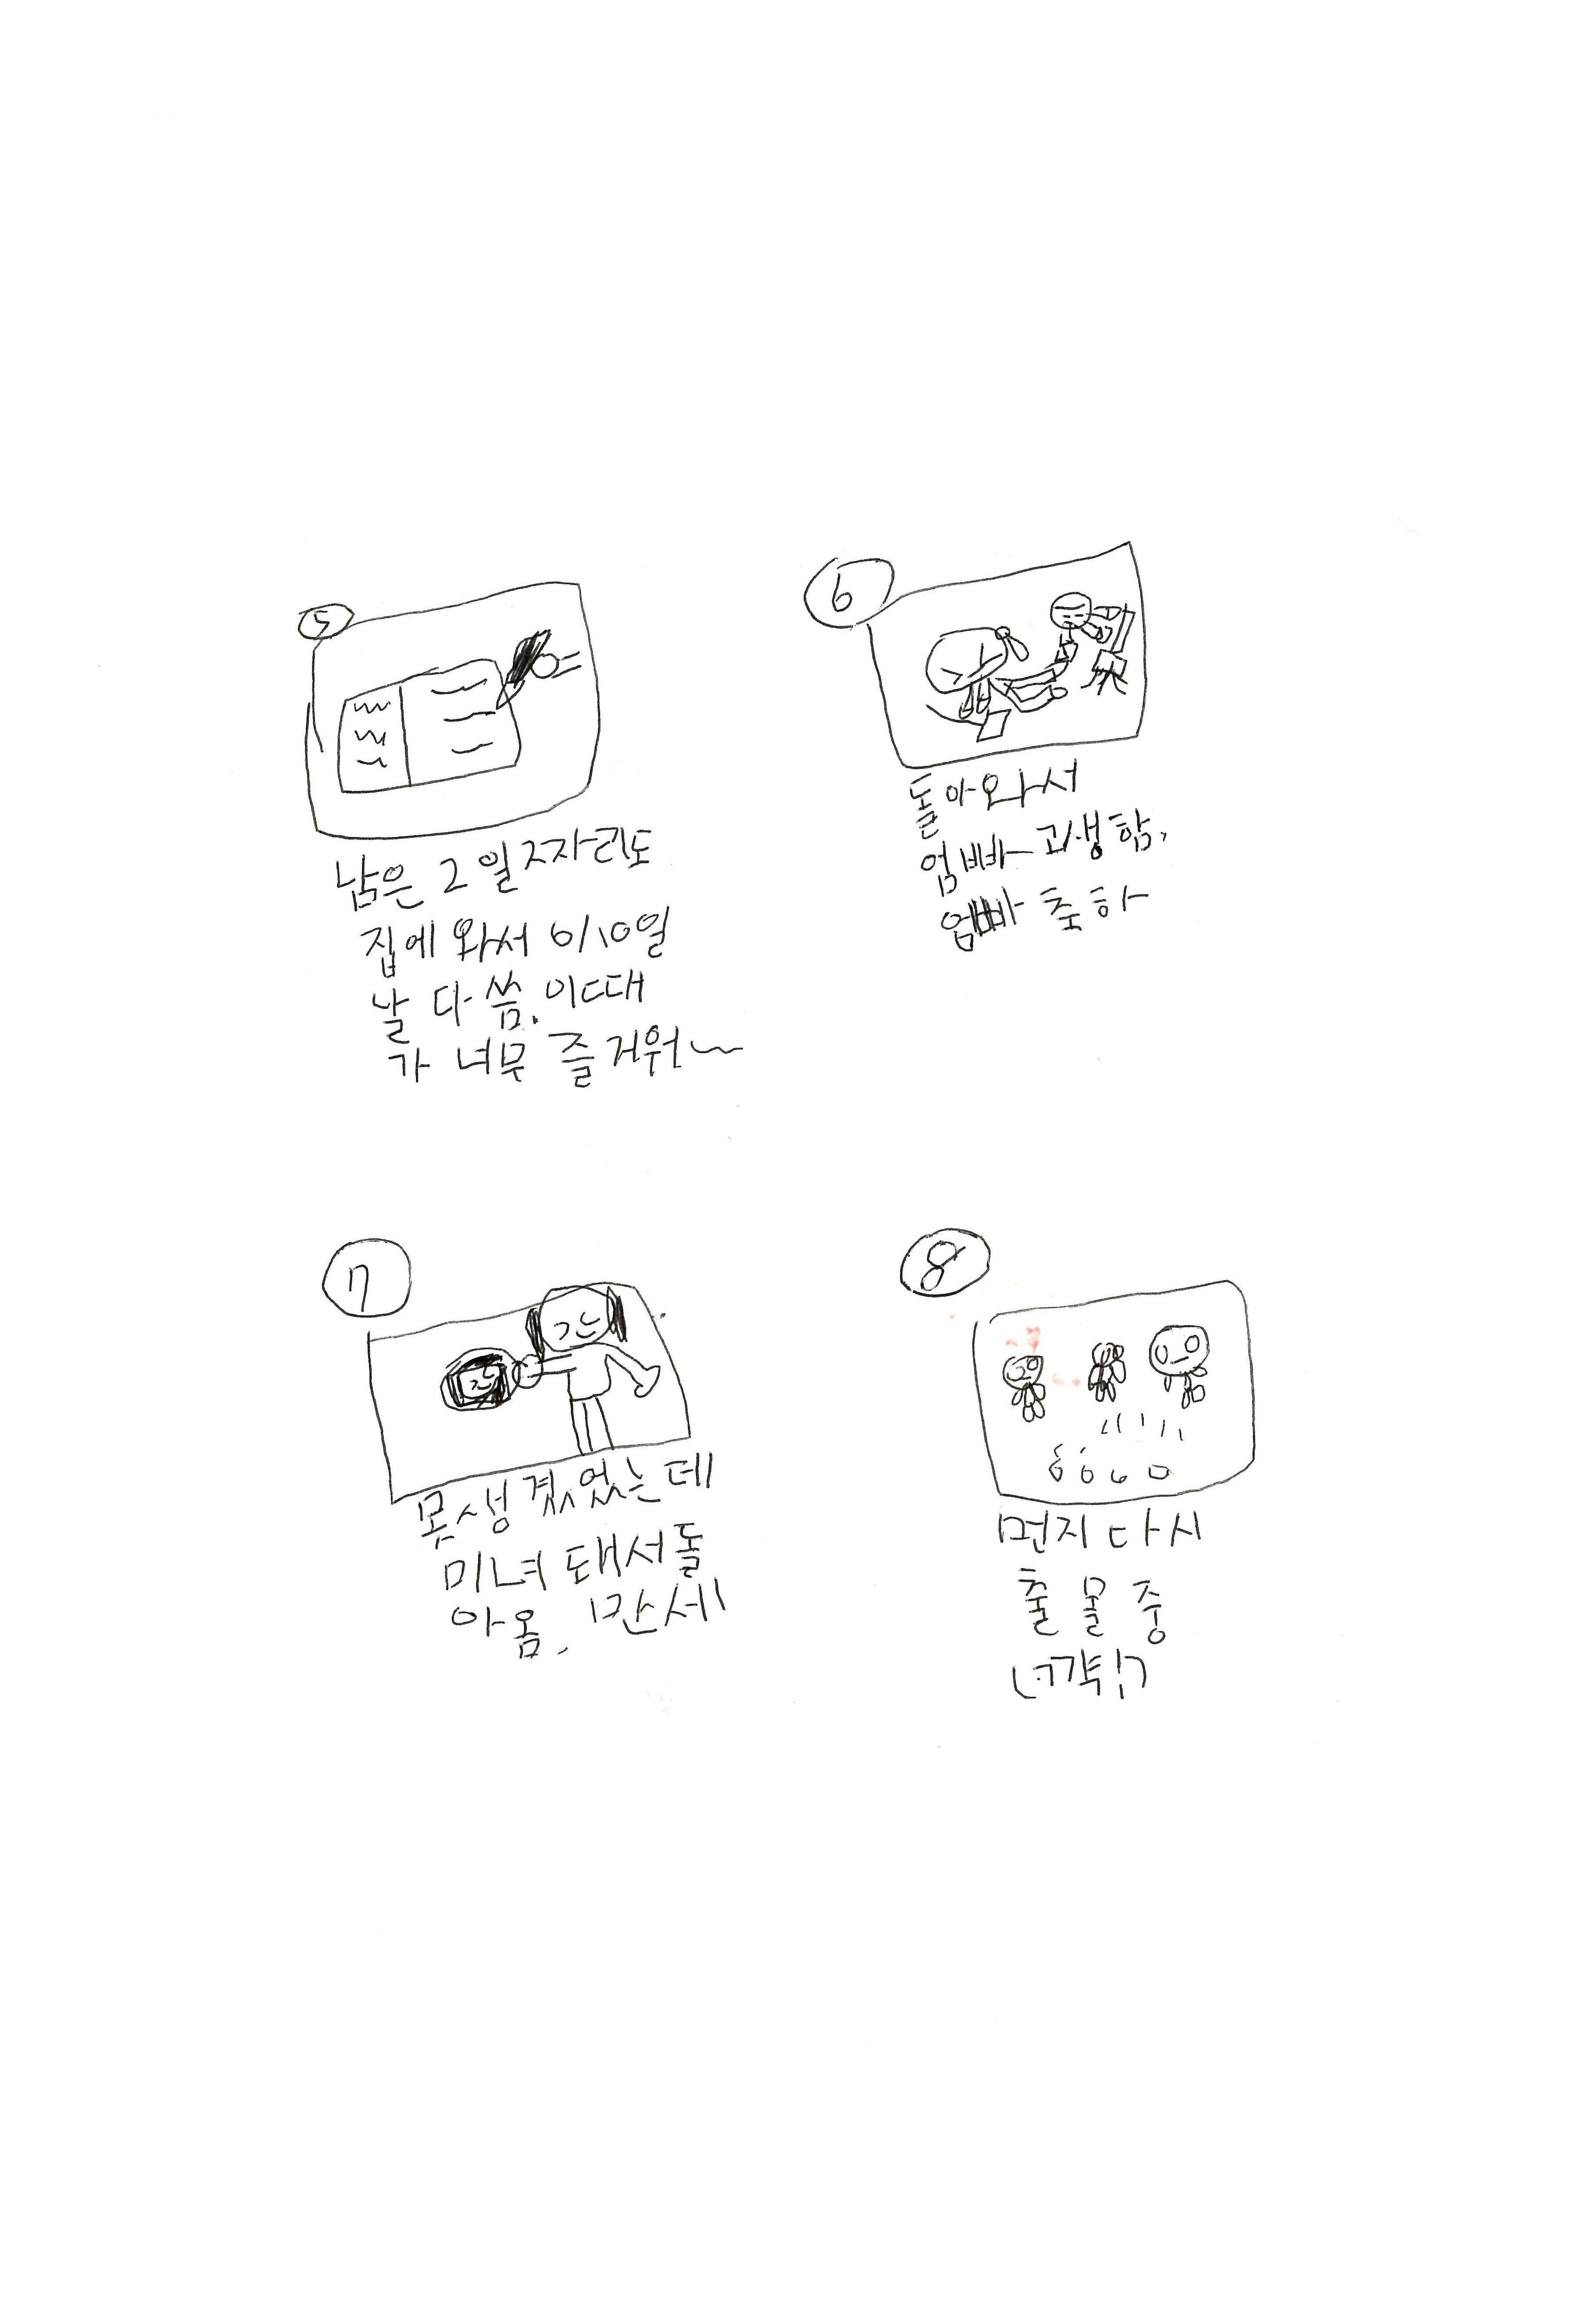 5
남은 2일 2자리도
집에 와서 6/10일
날 다 씀. 이때
가 너무 즐거워~
6
돌아와서
엄빠 고생함.
엄빠 축하
7
못생겼었는데
미녀 돼서 돌
아옴. 만세
8
먼지 다시
출몰 중